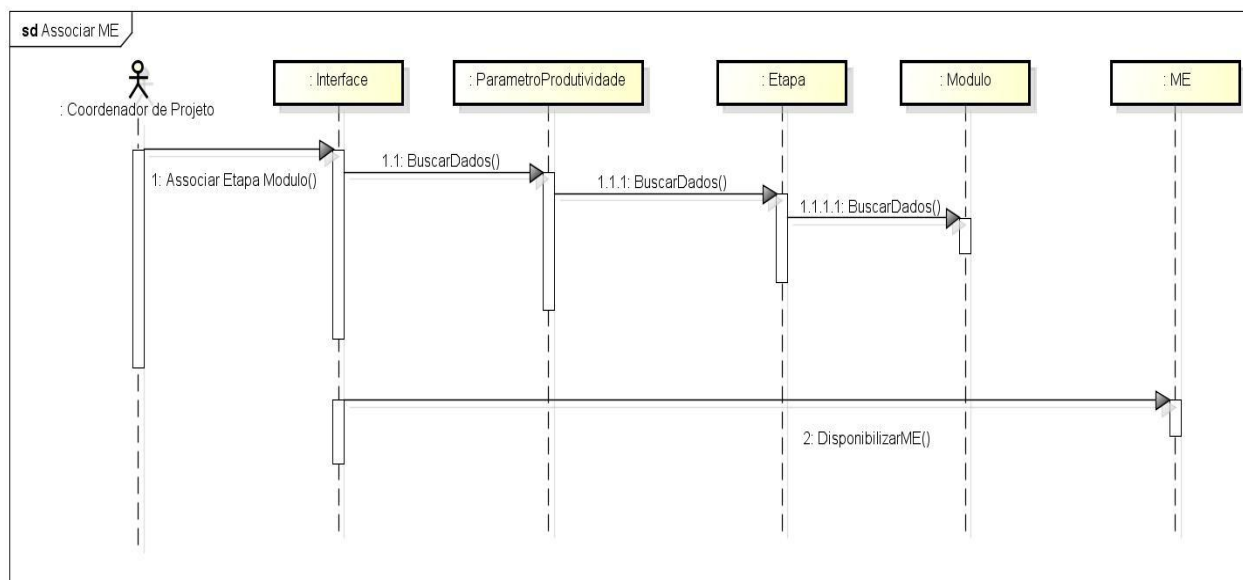 sd Associar ME
: Coordenador de Projeto
: Interface
: ParametroProdutividade
: Etapa
: Modulo
: ME
1: Associar Etapa Modulo()
1.1: BuscarDados()
1.1.1: BuscarDados()
1.1.1.1: BuscarDados()
2: DisponibilizarME()